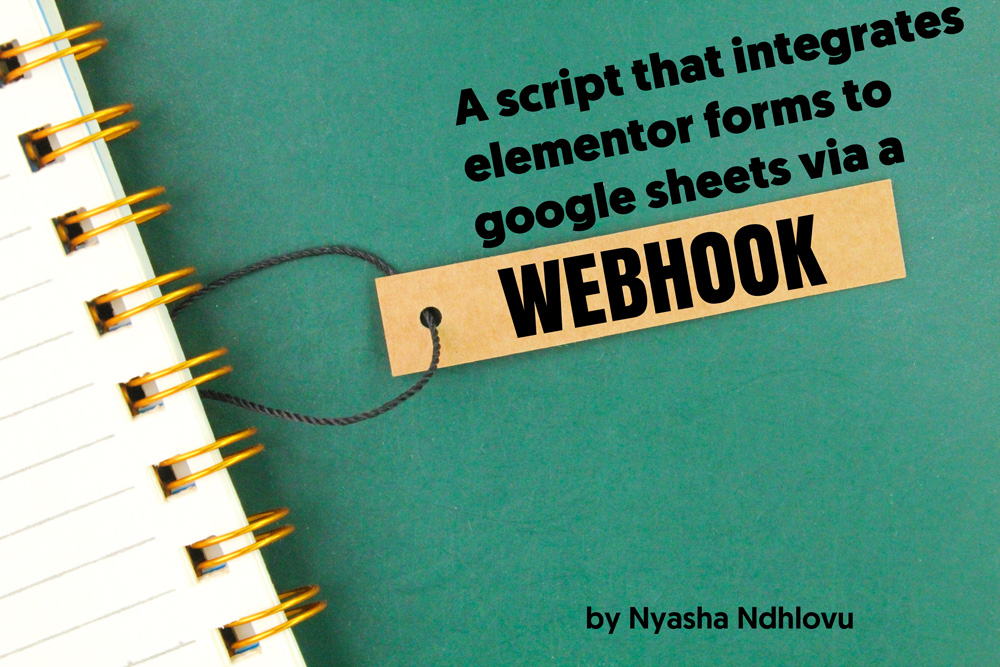 A script that integrates
elementor forms to
google sheets via a
WEBHOOK
by Nyasha Ndhlovu